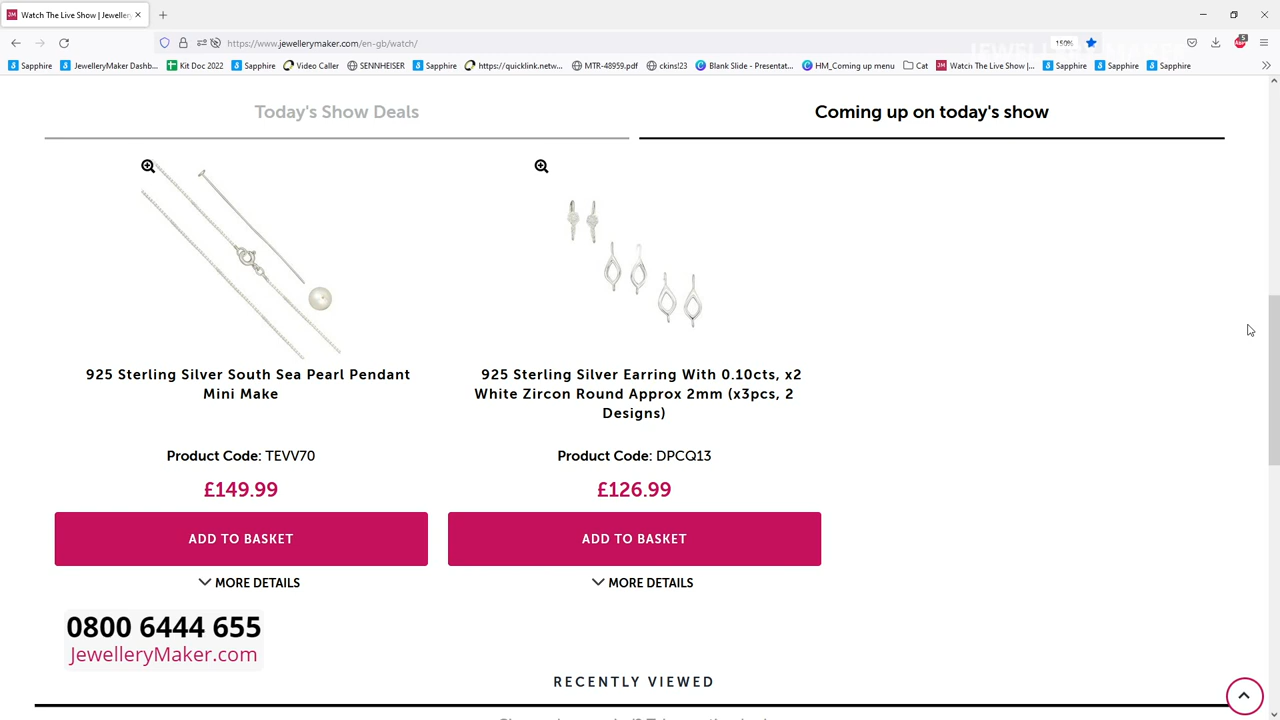 Watch The Live Show | Jeweller
https://www.jewellerymaker.com/en-gb/watch/
150%
Sapphire
JewelleryMaker Dashb...
Kit Doc 2022
Sapphire
Video Caller
SENNHEISER
Sapphire
https://quicklink.netw...
MTR-48959.pdf
ckins!23
Blank Slide - Presentat...
HM_Coming up menu
Cat
Watch The Live Show |...
Sapphire
Sapphire
Sapphire
Today's Show Deals
Coming up on today's show
925 Sterling Silver South Sea Pearl Pendant
Mini Make
Product Code: TEVV70
£149.99
ADD TO BASKET
MORE DETAILS
925 Sterling Silver Earring With 0.10cts, x2
White Zircon Round Approx 2mm (x3pcs, 2
Designs)
Product Code: DPCQ13
£126.99
ADD TO BASKET
MORE DETAILS
0800 6444 655
JewelleryMaker.com
RECENTLY VIEWED